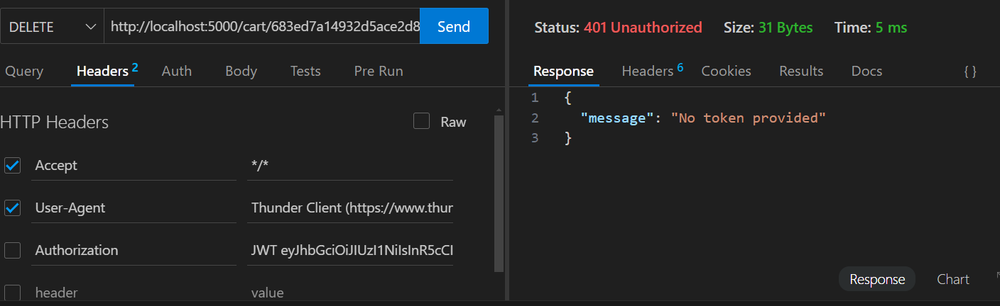 DELETE http://localhost:5000/cart/683ed7a14932d5ace2d8 Send
Query Headers 2 Auth Body Tests Pre Run
HTTP Headers Raw
Accept */*
User-Agent Thunder Client (https://www.thun
Authorization JWT eyJhbGciOiJIUzI1NiIsInR5cCI
header value
Status: 401 Unauthorized Size: 31 Bytes Time: 5 ms
Response Headers 6 Cookies Results Docs { }
1 {
2 "message": "No token provided"
3 }
Response Chart